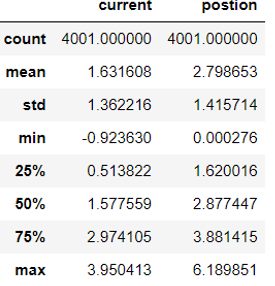 current postion
count 4001.000000 4001.000000
mean 1.631608 2.798653
std 1.362216 1.415714
min -0.923630 0.000276
25% 0.513822 1.620016
50% 1.577559 2.877447
75% 2.974105 3.881415
max 3.950413 6.189851